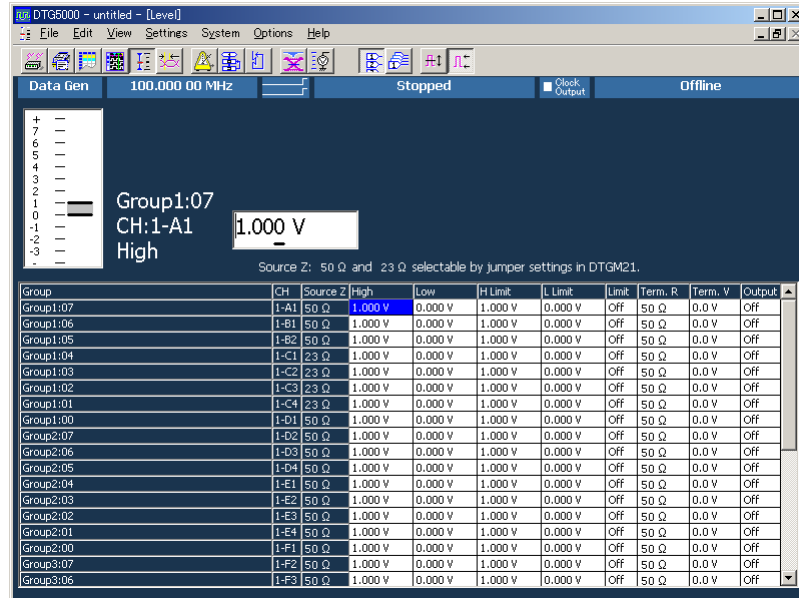 DTG5000 - untitled - [Level]
File Edit View Settings System Options Help
Data Gen 100.000 00 MHz Stopped Clock Output Offline
+
7
6
5
4
3
2
1
0
-1
-2
-3
-
Group1:07
CH:1-A1
High
1.000 V
Source Z: 50 Ω and 23 Ω selectable by jumper settings in DTGM21.
Group CH Source Z High Low H Limit L Limit Limit Term. R Term. V Output
Group1:07 1-A1 50 Ω 1.000 V 0.000 V 1.000 V 0.000 V Off 50 Ω 0.0 V Off
Group1:06 1-B1 50 Ω 1.000 V 0.000 V 1.000 V 0.000 V Off 50 Ω 0.0 V Off
Group1:05 1-B2 50 Ω 1.000 V 0.000 V 1.000 V 0.000 V Off 50 Ω 0.0 V Off
Group1:04 1-C1 23 Ω 1.000 V 0.000 V 1.000 V 0.000 V Off 50 Ω 0.0 V Off
Group1:03 1-C2 23 Ω 1.000 V 0.000 V 1.000 V 0.000 V Off 50 Ω 0.0 V Off
Group1:02 1-C3 23 Ω 1.000 V 0.000 V 1.000 V 0.000 V Off 50 Ω 0.0 V Off
Group1:01 1-C4 23 Ω 1.000 V 0.000 V 1.000 V 0.000 V Off 50 Ω 0.0 V Off
Group1:00 1-D1 50 Ω 1.000 V 0.000 V 1.000 V 0.000 V Off 50 Ω 0.0 V Off
Group2:07 1-D2 50 Ω 1.000 V 0.000 V 1.000 V 0.000 V Off 50 Ω 0.0 V Off
Group2:06 1-D3 50 Ω 1.000 V 0.000 V 1.000 V 0.000 V Off 50 Ω 0.0 V Off
Group2:05 1-D4 50 Ω 1.000 V 0.000 V 1.000 V 0.000 V Off 50 Ω 0.0 V Off
Group2:04 1-E1 50 Ω 1.000 V 0.000 V 1.000 V 0.000 V Off 50 Ω 0.0 V Off
Group2:03 1-E2 50 Ω 1.000 V 0.000 V 1.000 V 0.000 V Off 50 Ω 0.0 V Off
Group2:02 1-E3 50 Ω 1.000 V 0.000 V 1.000 V 0.000 V Off 50 Ω 0.0 V Off
Group2:01 1-E4 50 Ω 1.000 V 0.000 V 1.000 V 0.000 V Off 50 Ω 0.0 V Off
Group2:00 1-F1 50 Ω 1.000 V 0.000 V 1.000 V 0.000 V Off 50 Ω 0.0 V Off
Group3:07 1-F2 50 Ω 1.000 V 0.000 V 1.000 V 0.000 V Off 50 Ω 0.0 V Off
Group3:06 1-F3 50 Ω 1.000 V 0.000 V 1.000 V 0.000 V Off 50 Ω 0.0 V Off